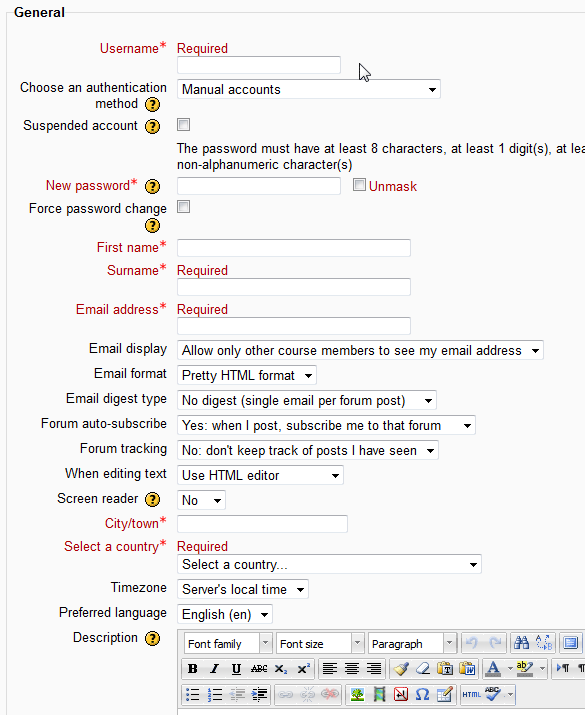 General
Username* Required
Choose an authentication
method ? Manual accounts
Suspended account ?
The password must have at least 8 characters, at least 1 digit(s), at lea
non-alphanumeric character(s)
New password* ? Unmask
Force password change
?
First name*
Surname* Required
Email address* Required
Email display Allow only other course members to see my email address
Email format Pretty HTML format
Email digest type No digest (single email per forum post)
Forum auto-subscribe Yes: when I post, subscribe me to that forum
Forum tracking No: don't keep track of posts I have seen
When editing text Use HTML editor
Screen reader ? No
City/town*
Select a country* Required
Select a country...
Timezone Server's local time
Preferred language English (en)
Description ? Font family Font size Paragraph
B I U ABC X₂ X² A ab
Ω HTML ABC